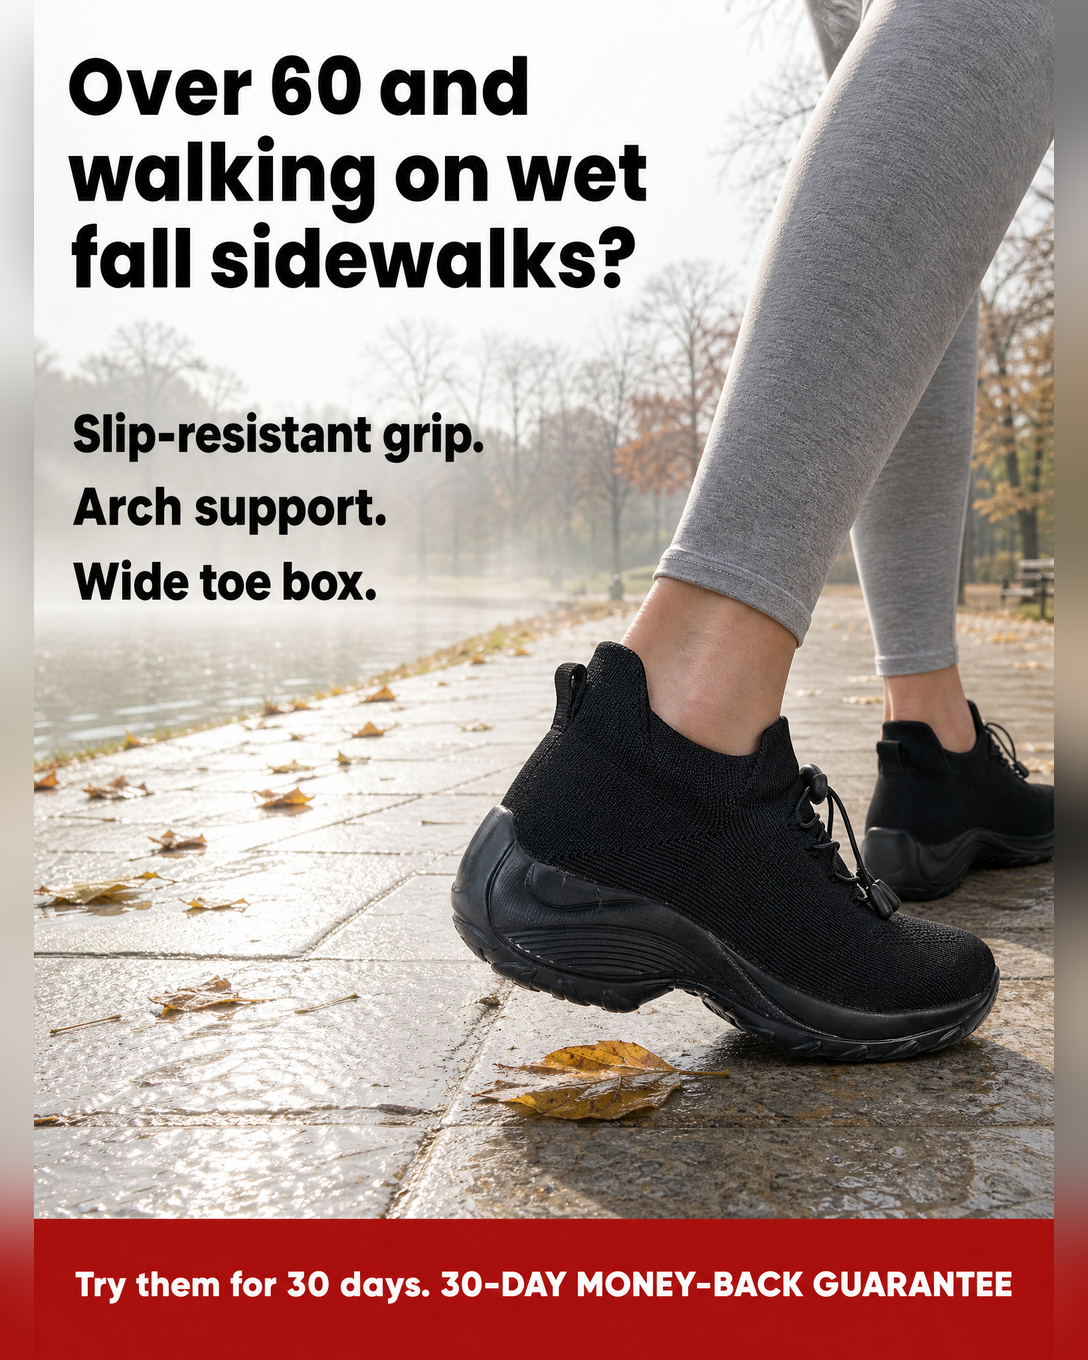 Over 60 and
walking on wet
fall sidewalks?
Slip-resistant grip.
Arch support.
Wide toe box.
Try them for 30 days. 30-DAY MONEY-BACK GUARANTEE